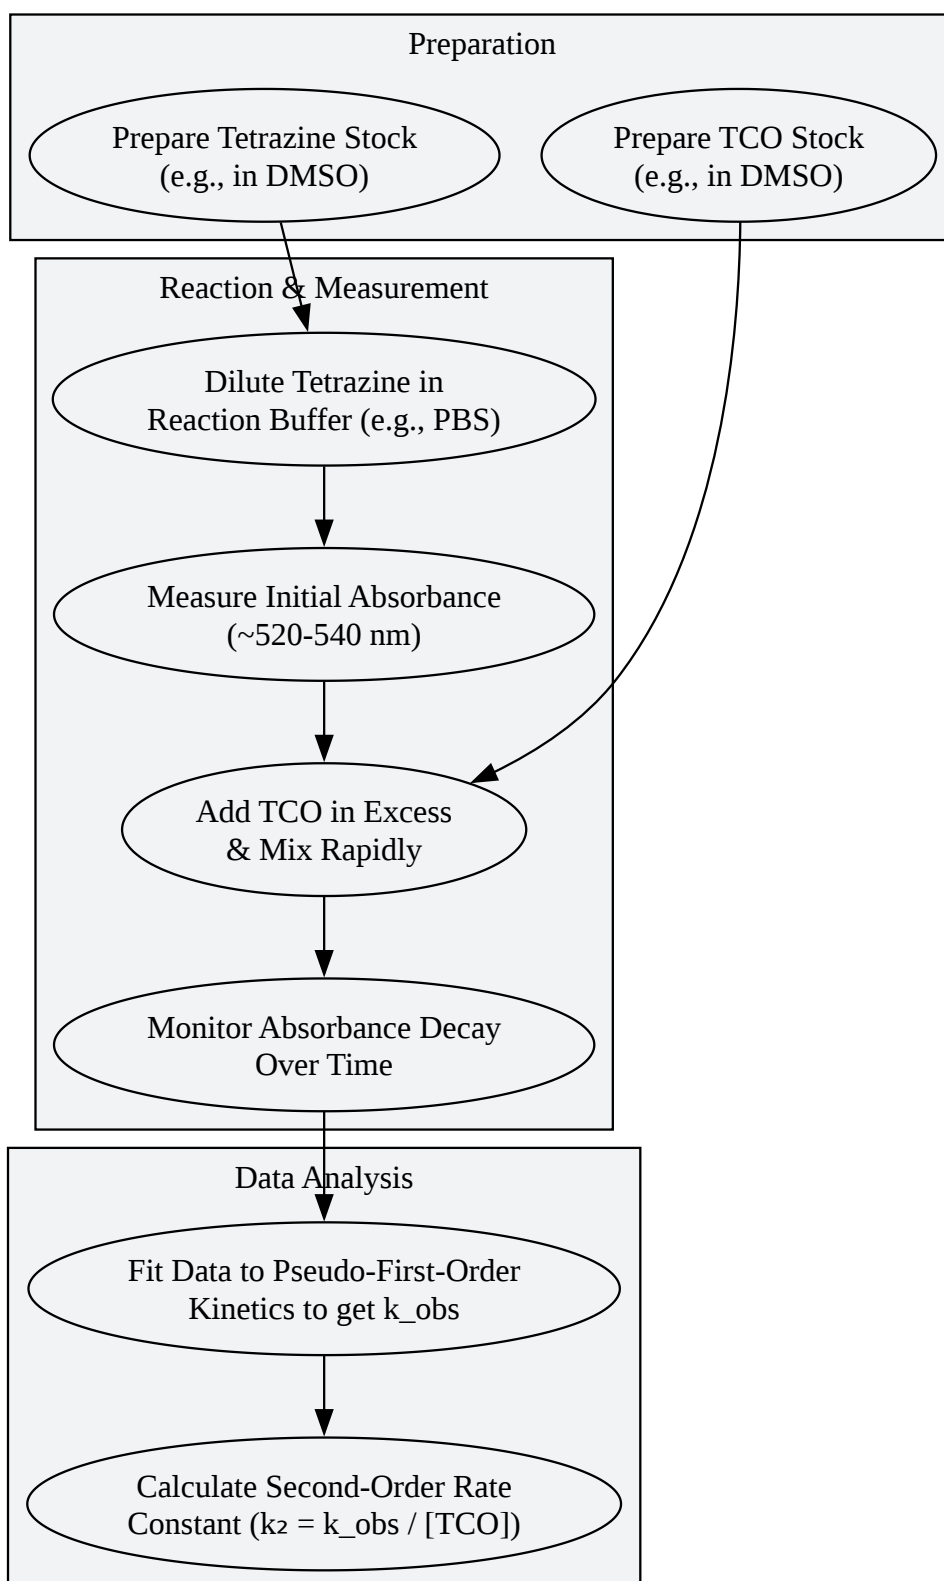 Preparation
Prepare Tetrazine Stock
(e.g., in DMSO)
Prepare TCO Stock
(e.g., in DMSO)
Reaction & Measurement
Dilute Tetrazine in
Reaction Buffer (e.g., PBS)
Measure Initial Absorbance
(~520-540 nm)
Add TCO in Excess
& Mix Rapidly
Monitor Absorbance Decay
Over Time
Data Analysis
Fit Data to Pseudo-First-Order
Kinetics to get k_obs
Calculate Second-Order Rate
Constant (k₂ = k_obs / [TCO])